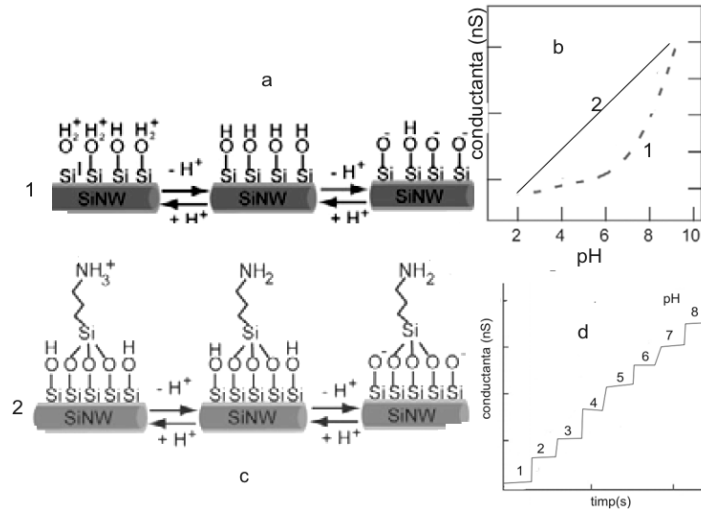 a
H₂⁺ H₂⁺ H H₂⁺
O O O O
Si Si Si Si
1
SiNW
- H⁺
+ H⁺
H H H H
O O O O
Si Si Si Si
SiNW
- H⁺
+ H⁺
H
O⁻ O O⁻ O⁻
Si Si Si Si
SiNW
b
conductanta (nS)
2
1
2 4 6 8 10
pH
NH₃⁺
Si
H H
O O O O O
Si Si Si Si Si
2
SiNW
- H⁺
+ H⁺
NH₂
Si
H H
O O O O O
Si Si Si Si Si
SiNW
- H⁺
+ H⁺
NH₂
Si
O⁻ O O O O⁻
Si Si Si Si Si
SiNW
c
pH
d
conductanta (nS)
1
2
3
4
5
6
7
8
timp(s)